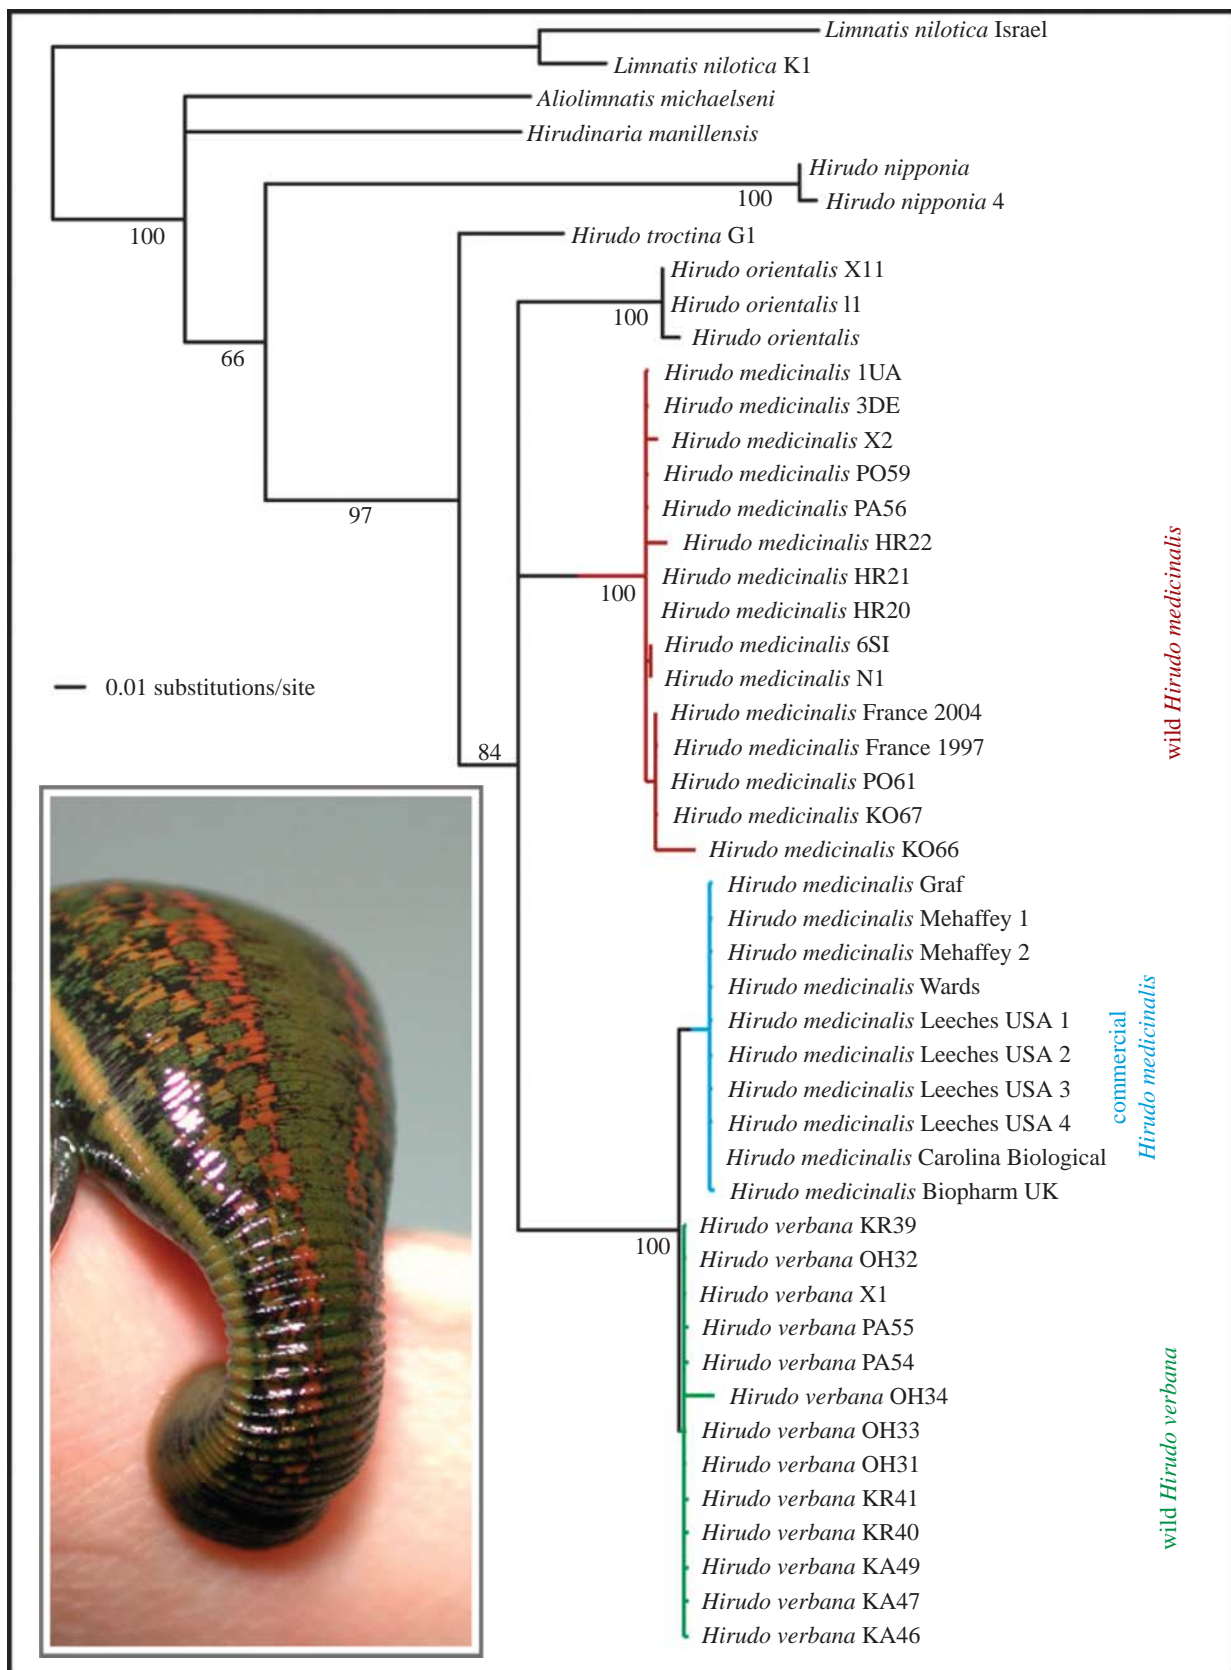 Limnatis nilotica Israel
Limnatis nilotica K1
Aliolimnatis michaelseni
Hirudinaria manillensis
Hirudo nipponia
100
Hirudo nipponia 4
100
Hirudo troctina G1
Hirudo orientalis X11
Hirudo orientalis l1
100
Hirudo orientalis
66
Hirudo medicinalis 1UA
Hirudo medicinalis 3DE
Hirudo medicinalis X2
Hirudo medicinalis PO59
Hirudo medicinalis PA56
97
Hirudo medicinalis HR22
Hirudo medicinalis HR21
100
Hirudo medicinalis HR20
Hirudo medicinalis 6SI
Hirudo medicinalis N1
wild Hirudo medicinalis
0.01 substitutions/site
Hirudo medicinalis France 2004
Hirudo medicinalis France 1997
84
Hirudo medicinalis PO61
Hirudo medicinalis KO67
Hirudo medicinalis KO66
Hirudo medicinalis Graf
Hirudo medicinalis Mehaffey 1
Hirudo medicinalis Mehaffey 2
Hirudo medicinalis Wards
Hirudo medicinalis Leeches USA 1
Hirudo medicinalis Leeches USA 2
Hirudo medicinalis Leeches USA 3
Hirudo medicinalis Leeches USA 4
Hirudo medicinalis Carolina Biological
Hirudo medicinalis Biopharm UK
commercial
Hirudo medicinalis
Hirudo verbana KR39
100
Hirudo verbana OH32
Hirudo verbana X1
Hirudo verbana PA55
Hirudo verbana PA54
Hirudo verbana OH34
Hirudo verbana OH33
Hirudo verbana OH31
Hirudo verbana KR41
Hirudo verbana KR40
Hirudo verbana KA49
Hirudo verbana KA47
Hirudo verbana KA46
wild Hirudo verbana